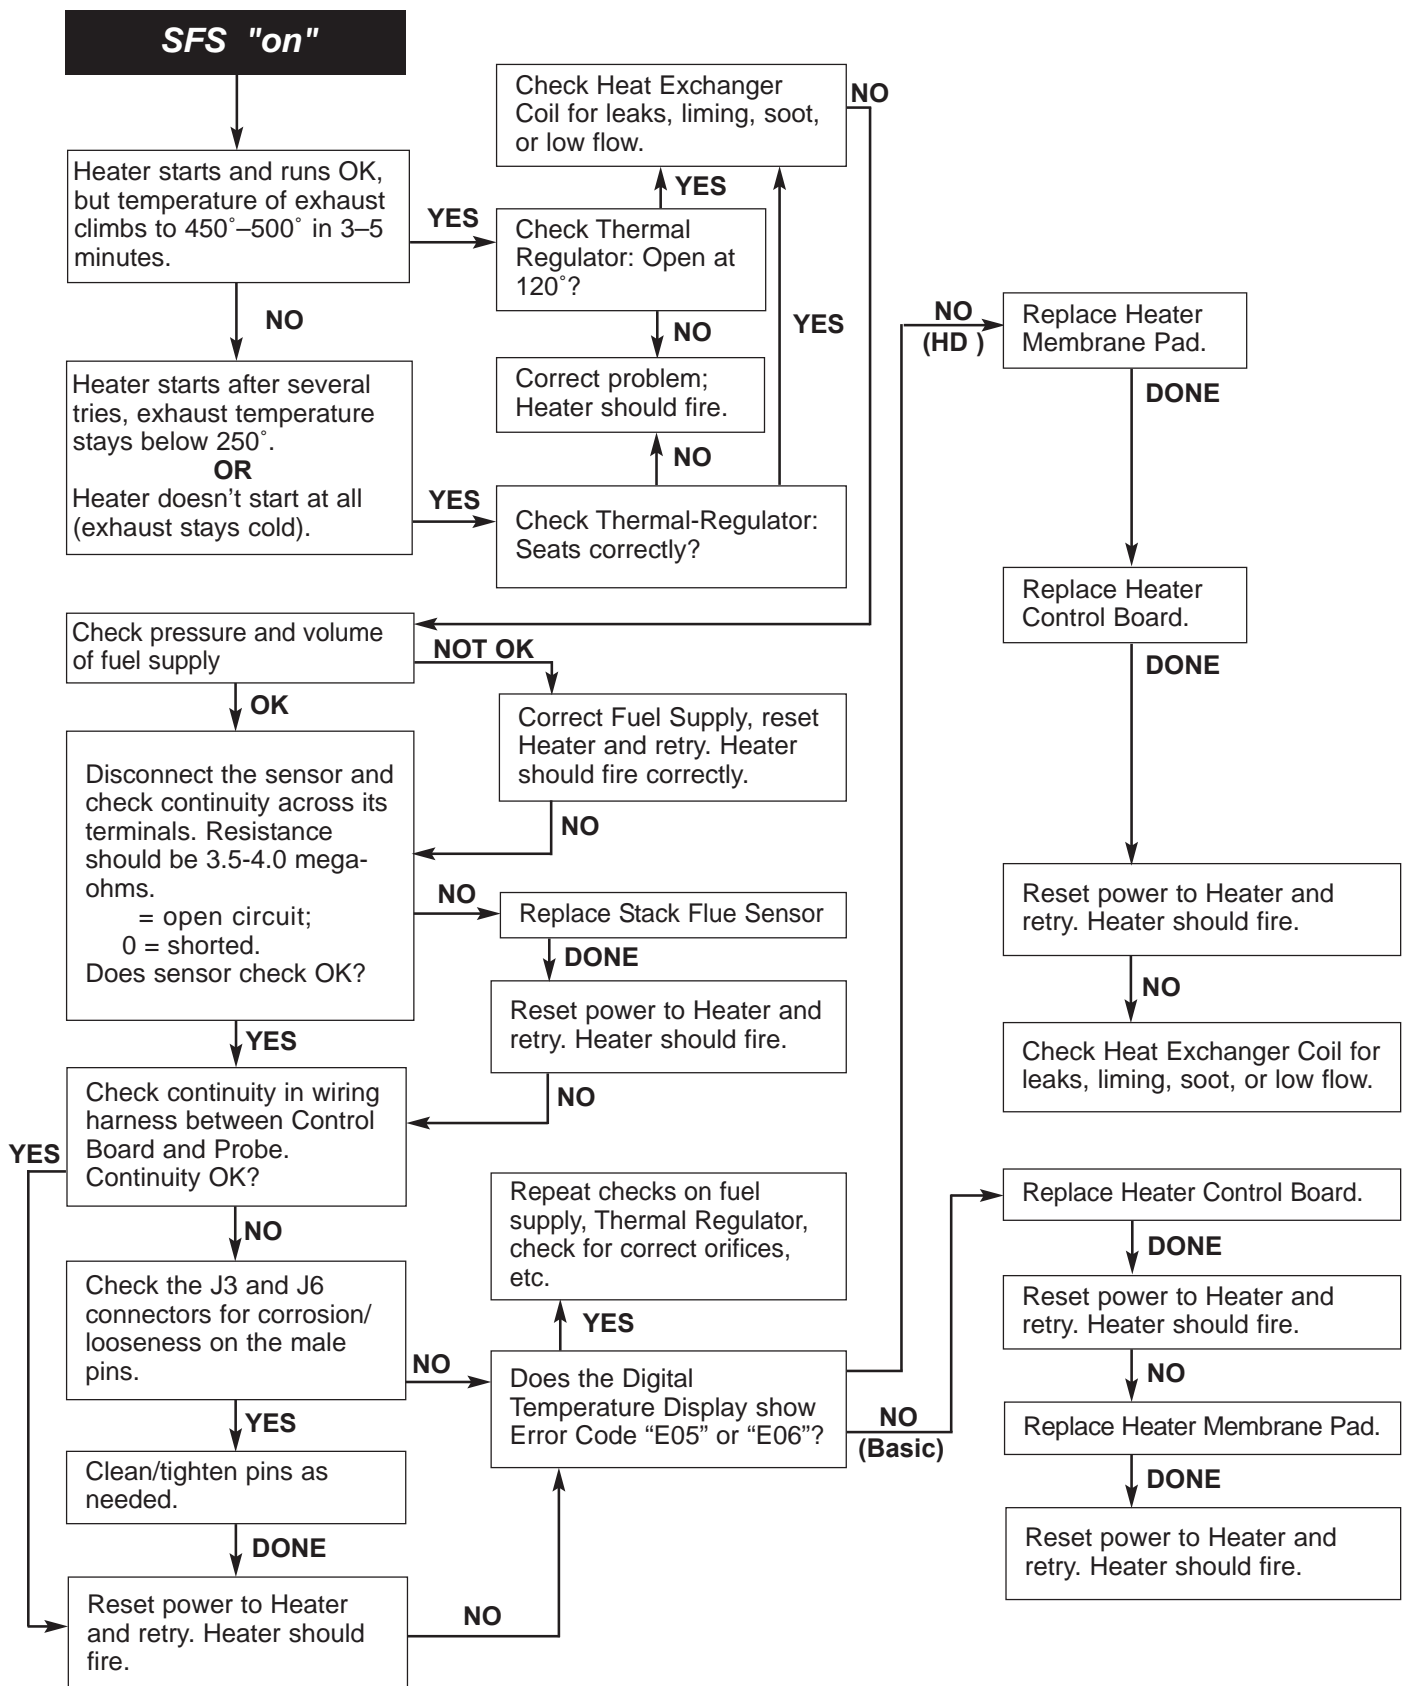 SFS "on"
Heater starts and runs OK,
but temperature of exhaust
climbs to 450˚–500˚ in 3–5
minutes.
YES
NO
Check Heat Exchanger
Coil for leaks, liming, soot,
or low flow.
NO
YES
Check Thermal
Regulator: Open at
120˚?
NO
YES
Correct problem;
Heater should fire.
NO
Heater starts after several
tries, exhaust temperature
stays below 250˚.
OR
Heater doesn't start at all
(exhaust stays cold).
YES
Check Thermal-Regulator:
Seats correctly?
Check pressure and volume
of fuel supply
NOT OK
OK
Correct Fuel Supply, reset
Heater and retry. Heater
should fire correctly.
NO
Disconnect the sensor and
check continuity across its
terminals. Resistance
should be 3.5-4.0 mega-
ohms.
= open circuit;
0 = shorted.
Does sensor check OK?
NO
Replace Stack Flue Sensor
DONE
Reset power to Heater and
retry. Heater should fire.
NO
YES
Check continuity in wiring
harness between Control
Board and Probe.
Continuity OK?
YES
NO
Check the J3 and J6
connectors for corrosion/
looseness on the male
pins.
NO
YES
Clean/tighten pins as
needed.
DONE
Reset power to Heater
and retry. Heater should
fire.
NO
Repeat checks on fuel
supply, Thermal Regulator,
check for correct orifices,
etc.
YES
Does the Digital
Temperature Display show
Error Code “E05” or “E06”?
NO
(HD )
Replace Heater
Membrane Pad.
DONE
Replace Heater
Control Board.
DONE
Reset power to Heater and
retry. Heater should fire.
NO
Check Heat Exchanger Coil for
leaks, liming, soot, or low flow.
NO
(Basic)
Replace Heater Control Board.
DONE
Reset power to Heater and
retry. Heater should fire.
NO
Replace Heater Membrane Pad.
DONE
Reset power to Heater and
retry. Heater should fire.